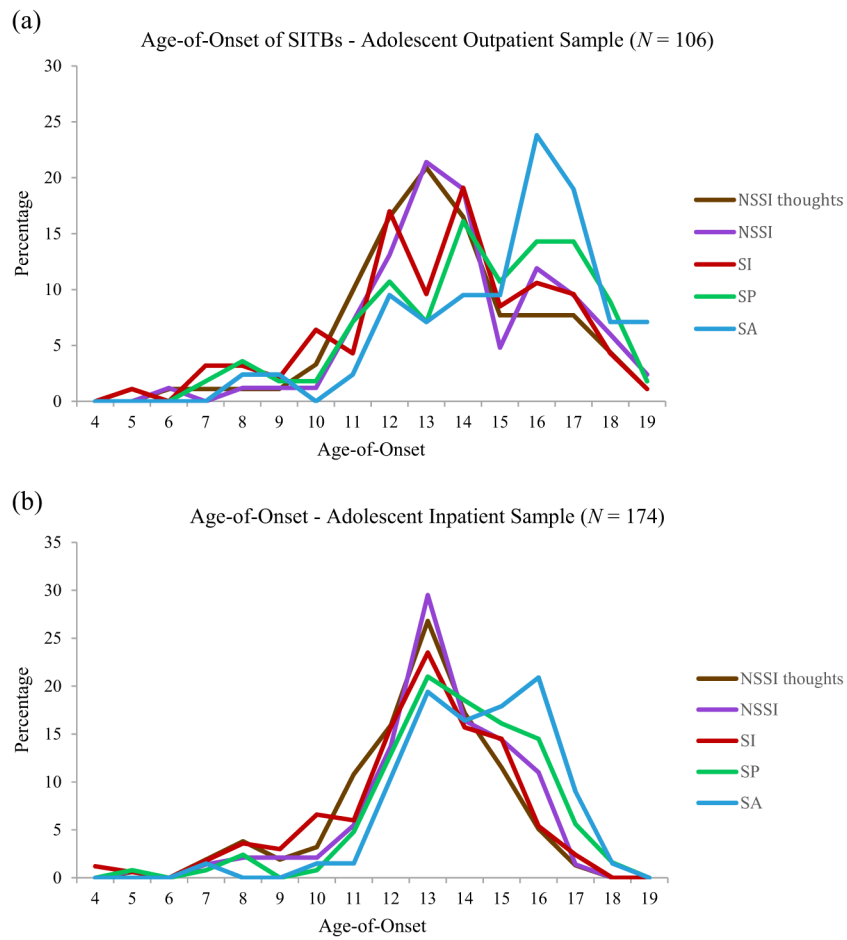 (a)
Age-of-Onset of SITBs - Adolescent Outpatient Sample (N = 106)
30
25
20
15
10
5
0
Percentage
4 5 6 7 8 9 10 11 12 13 14 15 16 17 18 19
Age-of-Onset
NSSI thoughts
NSSI
SI
SP
SA
(b)
Age-of-Onset - Adolescent Inpatient Sample (N = 174)
35
30
25
20
15
10
5
0
Percentage
4 5 6 7 8 9 10 11 12 13 14 15 16 17 18 19
Age-of-Onset
NSSI thoughts
NSSI
SI
SP
SA